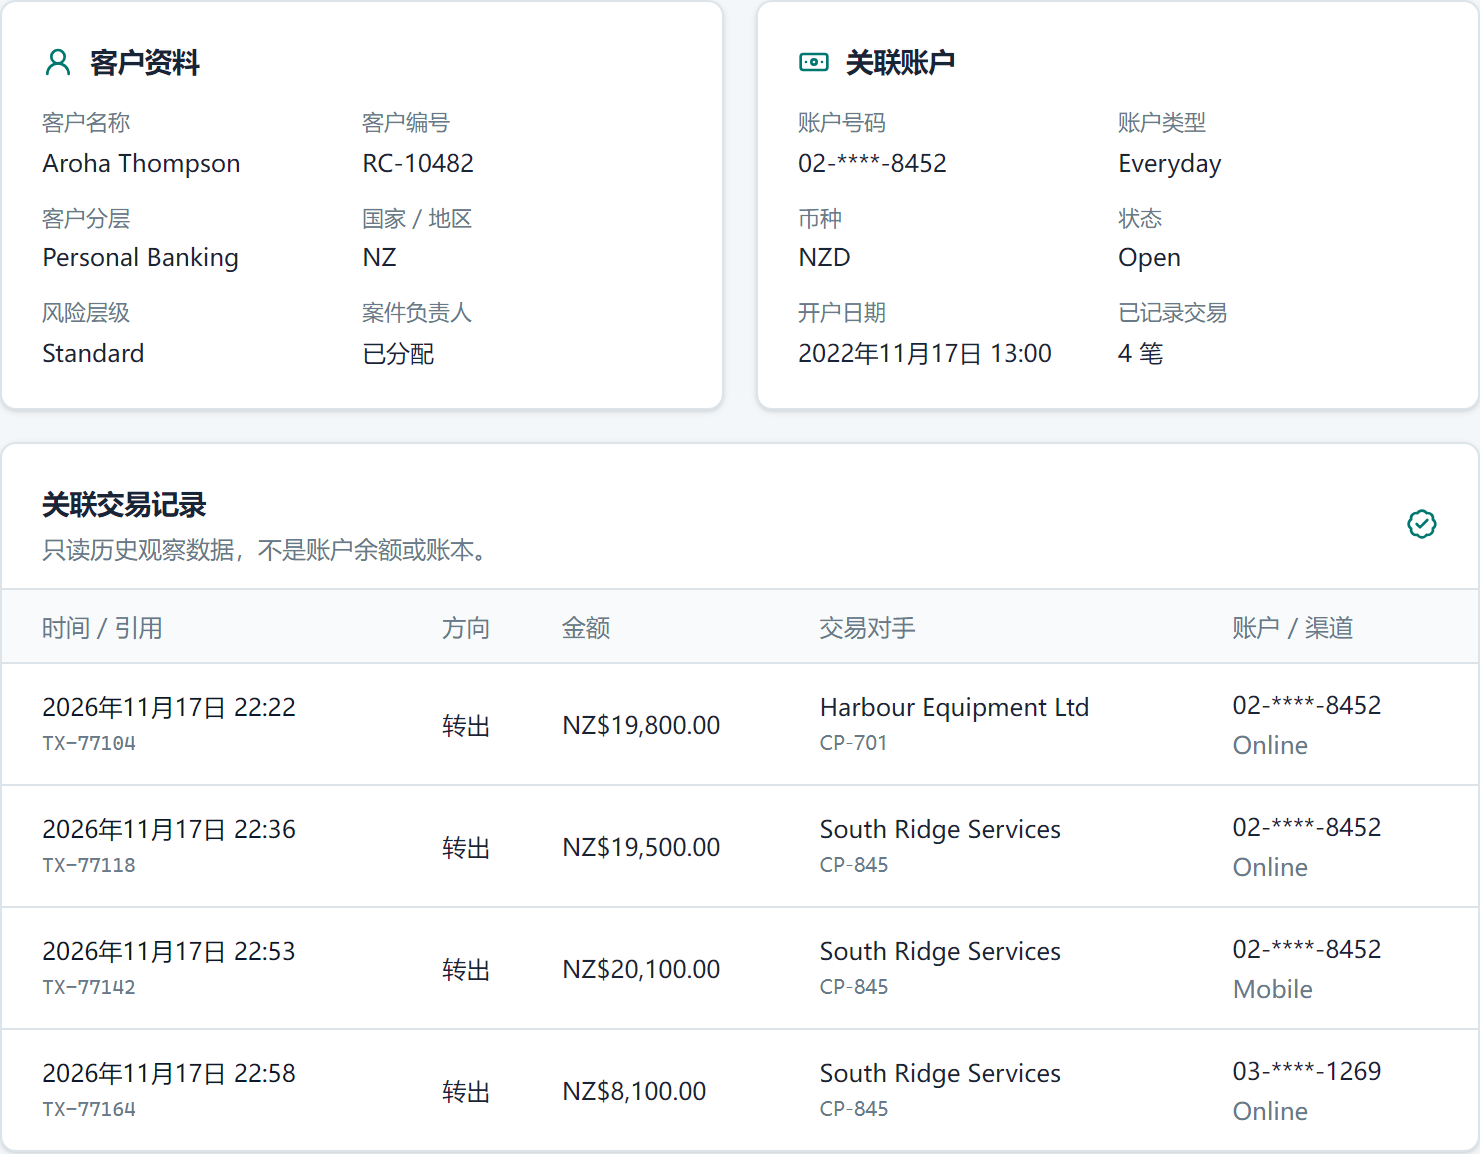 客户资料
客户名称 客户编号
Aroha Thompson RC-10482
客户分层 国家 / 地区
Personal Banking NZ
风险层级 案件负责人
Standard 已分配
关联账户
账户号码 账户类型
02-****-8452 Everyday
币种 状态
NZD Open
开户日期 已记录交易
2022年11月17日 13:00 4 笔
关联交易记录
只读历史观察数据，不是账户余额或账本。
时间 / 引用 方向 金额 交易对手 账户 / 渠道
2026年11月17日 22:22 转出 NZ$19,800.00 Harbour Equipment Ltd 02-****-8452
TX-77104 CP-701 Online
2026年11月17日 22:36 转出 NZ$19,500.00 South Ridge Services 02-****-8452
TX-77118 CP-845 Online
2026年11月17日 22:53 转出 NZ$20,100.00 South Ridge Services 02-****-8452
TX-77142 CP-845 Mobile
2026年11月17日 22:58 转出 NZ$8,100.00 South Ridge Services 03-****-1269
TX-77164 CP-845 Online